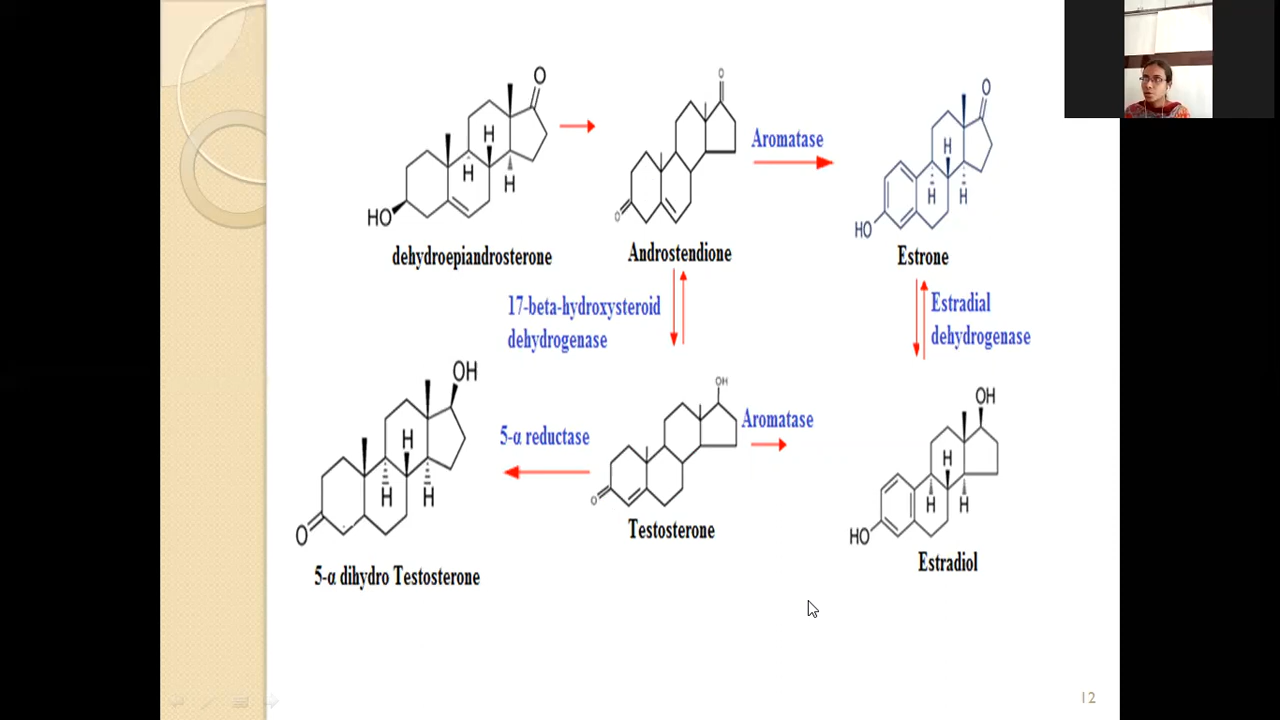 O
H
H
H
HO
dehydroepiandrosterone
O
O
Androstendione
Aromatase
O
H
H
H
HO
Estrone
17-beta-hydroxysteroid
dehydrogenase
Estradial
dehydrogenase
OH
H
H
H
O
5-α dihydro Testosterone
5-α reductase
OH
O
Testosterone
Aromatase
OH
H
H
H
HO
Estradiol
12